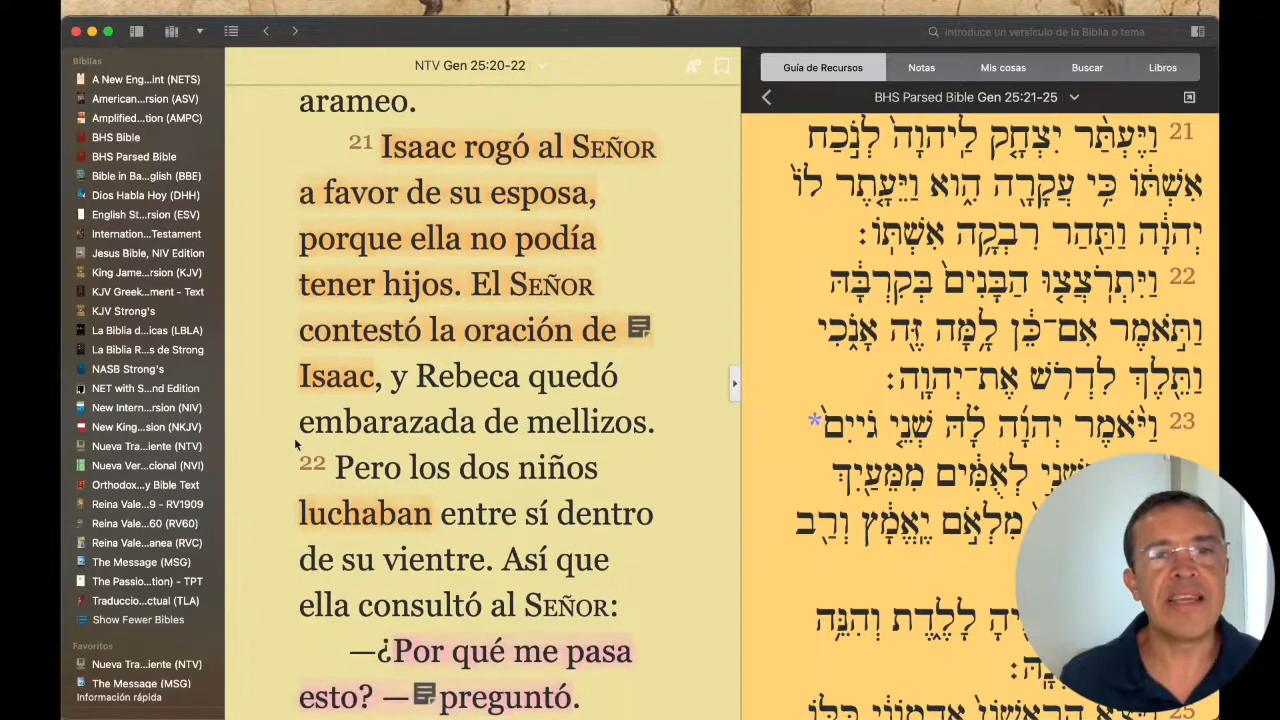 Introduce un versículo de la Biblia o tema
Biblias
A New Eng...int (NETS)
American...rsion (ASV)
Amplified...tion (AMPC)
BHS Bible
BHS Parsed Bible
Bible in Ba...glish (BBE)
Dios Habla Hoy (DHH)
English St...rsion (ESV)
Internation...Testament
Jesus Bible, NIV Edition
King Jame...rsion (KJV)
KJV Greek...ment - Text
KJV Strong's
La Biblia d...icas (LBLA)
La Biblia R...s de Strong
NASB Strong's
NET with S...nd Edition
New Intern...rsion (NIV)
New King...rsion (NKJV)
Nueva Tra...iente (NTV)
Nueva Ver...cional (NVI)
Orthodox...y Bible Text
Reina Vale...9 - RV1909
Reina Vale...60 (RV60)
Reina Vale...anea (RVC)
The Message (MSG)
The Passio...tion) - TPT
Traduccio...ctual (TLA)
Show Fewer Bibles
Favoritos
Nueva Tra...iente (NTV)
The Message (MSG)
Información rápida
NTV Gen 25:20-22
arameo.
21 Isaac rogó al SEÑOR
a favor de su esposa,
porque ella no podía
tener hijos. El SEÑOR
contestó la oración de
Isaac, y Rebeca quedó
embarazada de mellizos.
22 Pero los dos niños
luchaban entre sí dentro
de su vientre. Así que
ella consultó al SEÑOR:
—¿Por qué me pasa
esto? —preguntó.
Guía de Recursos Notas Mis cosas Buscar Libros
BHS Parsed Bible Gen 25:21-25
21 וַיֶּעְתַּ֨ר יִצְחָ֤ק לַֽיהוָה֙ לְנֹ֣כַח
אִשְׁתּ֔וֹ כִּ֥י עֲקָרָ֖ה הִ֑וא וַיֵּעָ֤תֶר לוֹ֙
יְהוָ֔ה וַתַּ֖הַר רִבְקָ֥ה אִשְׁתּֽוֹ׃
22 וַיִּתְרֹֽצֲצ֤וּ הַבָּנִים֙ בְּקִרְבָּ֔הּ
וַתֹּ֣אמֶר אִם־כֵּ֔ן לָ֥מָּה זֶּ֖ה אָנֹ֑כִי
וַתֵּ֖לֶךְ לִדְרֹ֥שׁ אֶת־יְהוָֽה׃
23 וַיֹּ֨אמֶר יְהוָ֜ה לָ֗הּ שְׁנֵ֤י גֹייִם֙*
שְׁנֵ֣י לְאֻמִּ֔ים מִמֵּעַ֖יִךְ
מִלְאֹ֣ם יֶֽאֱמָ֔ץ וְרַ֖ב
לָלֶ֑דֶת וְהִנֵּ֥ה
25